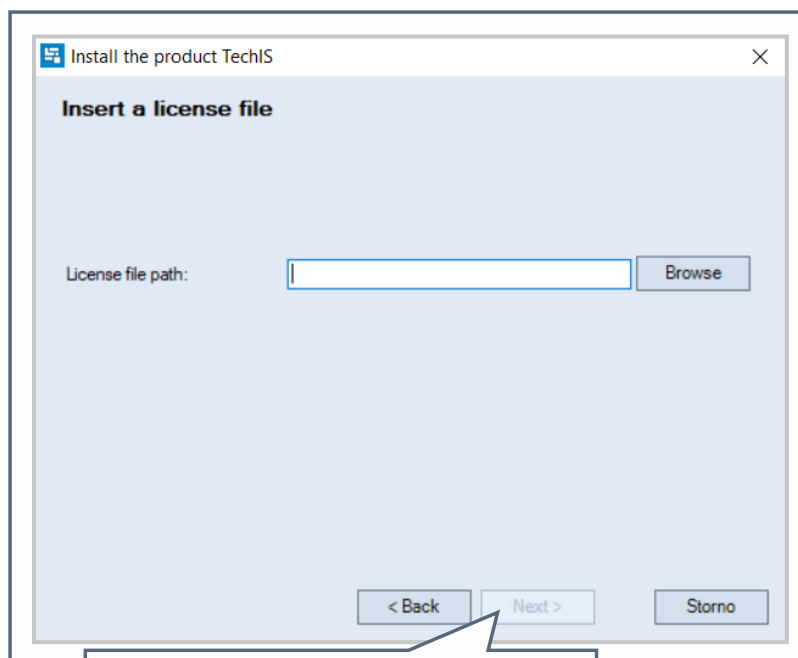 Install the product TechIS
Insert a license file
License file path:
Browse
< Back
Next >
Storno